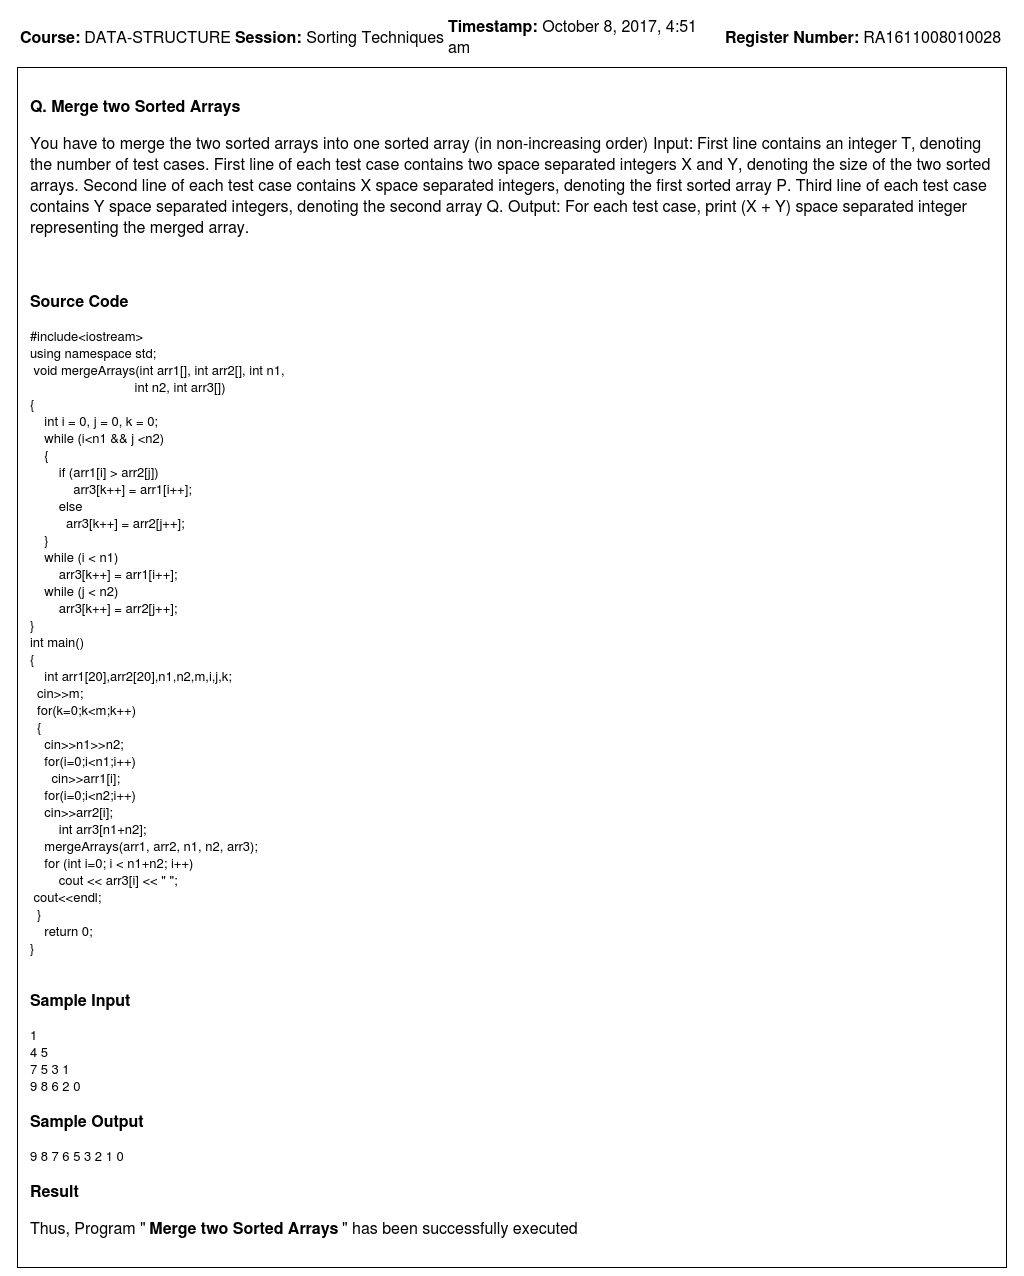 Course: DATA-STRUCTURE Session: Sorting Techniques Timestamp: October 8, 2017, 4:51 am Register Number: RA1611008010028
Q. Merge two Sorted Arrays
You have to merge the two sorted arrays into one sorted array (in non-increasing order) Input: First line contains an integer T, denoting
the number of test cases. First line of each test case contains two space separated integers X and Y, denoting the size of the two sorted
arrays. Second line of each test case contains X space separated integers, denoting the first sorted array P. Third line of each test case
contains Y space separated integers, denoting the second array Q. Output: For each test case, print (X + Y) space separated integer
representing the merged array.
Source Code
#include<iostream>
using namespace std;
void mergeArrays(int arr1[], int arr2[], int n1,
int n2, int arr3[])
{
int i = 0, j = 0, k = 0;
while (i<n1 && j <n2)
{
if (arr1[i] > arr2[j])
arr3[k++] = arr1[i++];
else
arr3[k++] = arr2[j++];
}
while (i < n1)
arr3[k++] = arr1[i++];
while (j < n2)
arr3[k++] = arr2[j++];
}
int main()
{
int arr1[20],arr2[20],n1,n2,m,i,j,k;
cin>>m;
for(k=0;k<m;k++)
{
cin>>n1>>n2;
for(i=0;i<n1;i++)
cin>>arr1[i];
for(i=0;i<n2;i++)
cin>>arr2[i];
int arr3[n1+n2];
mergeArrays(arr1, arr2, n1, n2, arr3);
for (int i=0; i < n1+n2; i++)
cout << arr3[i] << " ";
cout<<endl;
}
return 0;
}
Sample Input
1
4 5
7 5 3 1
9 8 6 2 0
Sample Output
9 8 7 6 5 3 2 1 0
Result
Thus, Program " Merge two Sorted Arrays " has been successfully executed